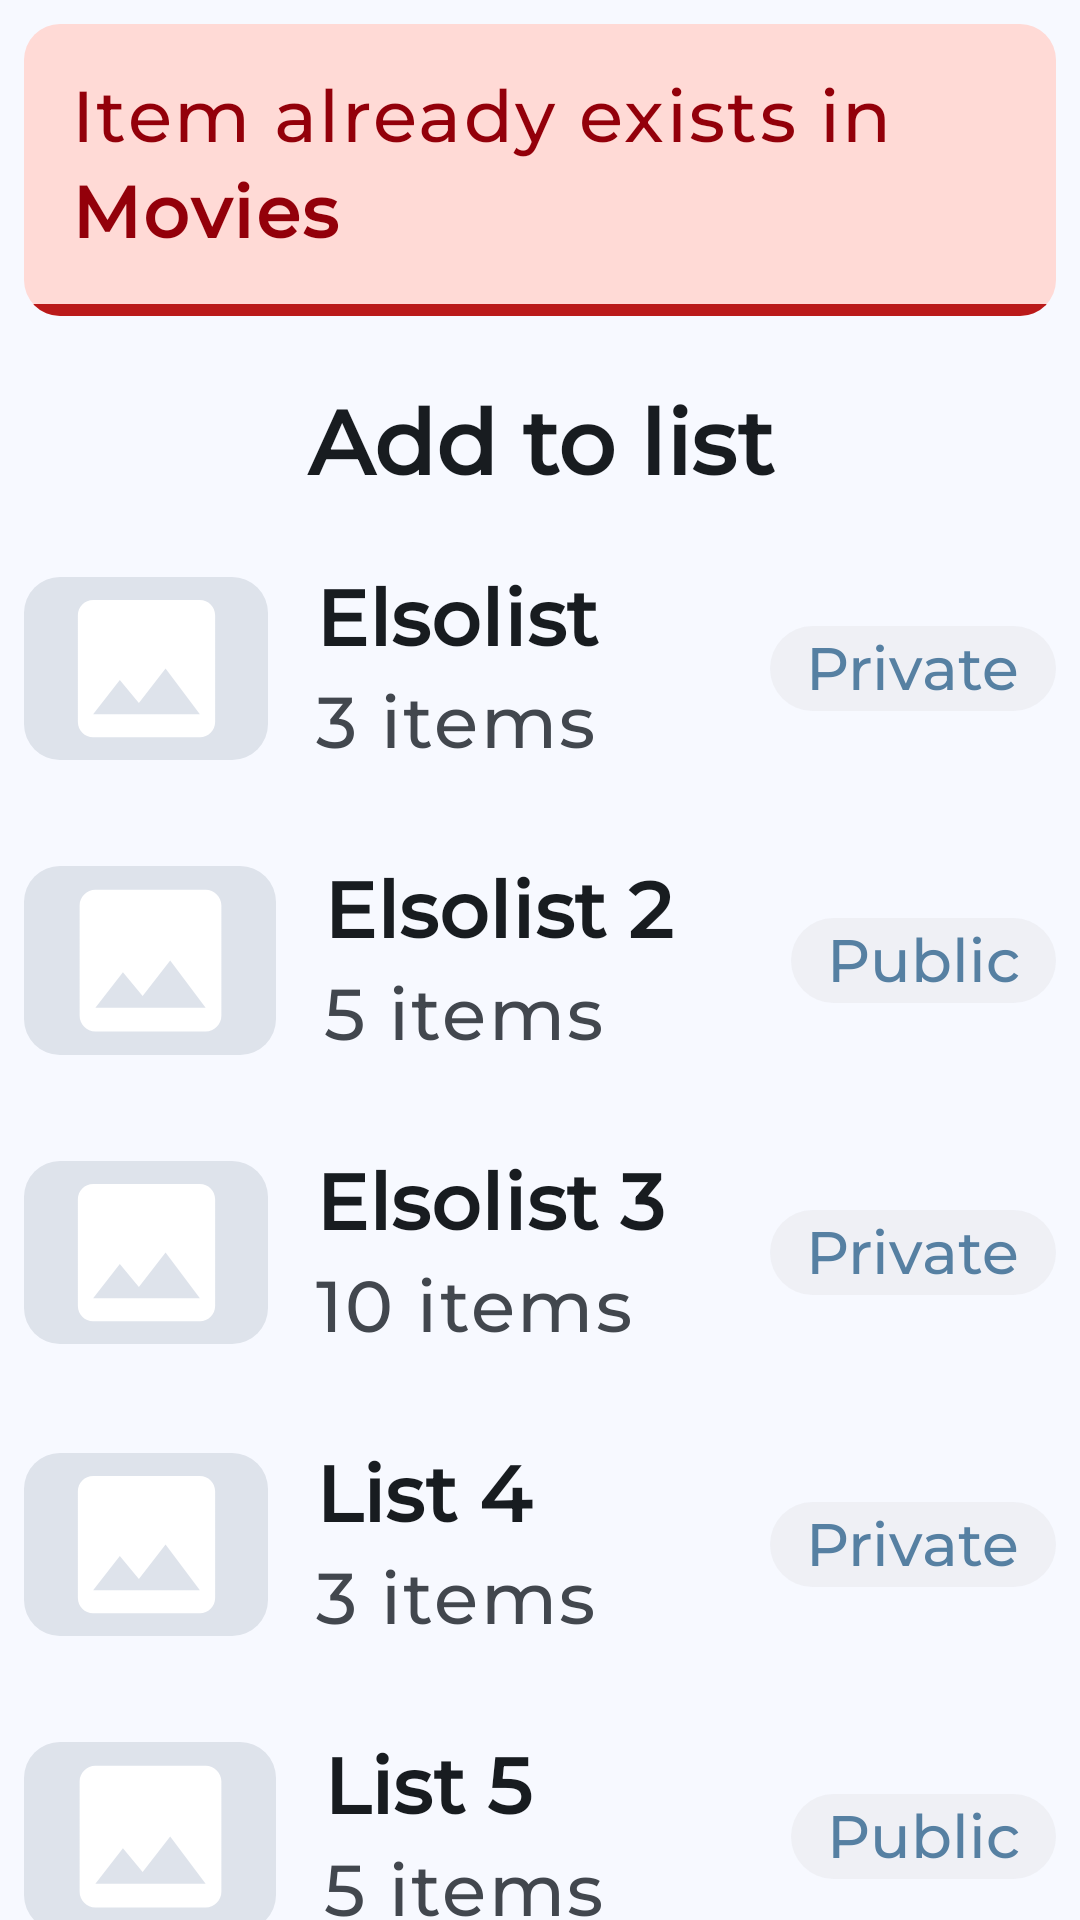 Item already exists in
Movies
Add to list
Elsolist
3 items
Private
Elsolist 2
5 items
Public
Elsolist 3
10 items
Private
List 4
3 items
Private
List 5
5 items
Public